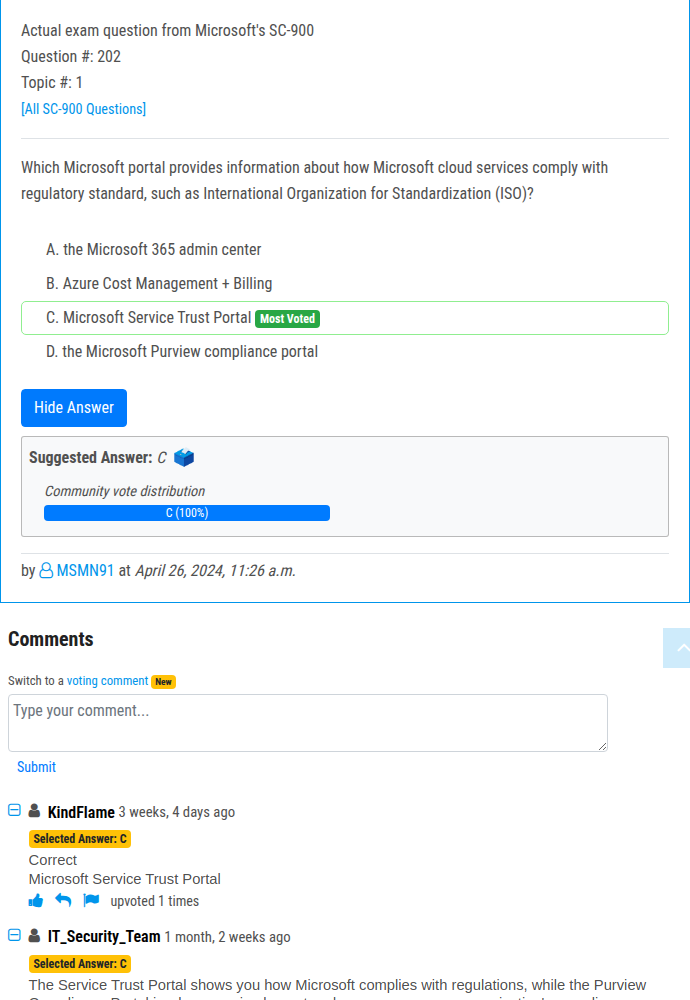 Actual exam question from Microsoft's SC-900
Question #: 202
Topic #: 1
[All SC-900 Questions]
Which Microsoft portal provides information about how Microsoft cloud services comply with
regulatory standard, such as International Organization for Standardization (ISO)?
A. the Microsoft 365 admin center
B. Azure Cost Management + Billing
C. Microsoft Service Trust Portal Most Voted
D. the Microsoft Purview compliance portal
Hide Answer
Suggested Answer: C
Community vote distribution
C (100%)
by MSMN91 at April 26, 2024, 11:26 a.m.
Comments
Switch to a voting comment New
Type your comment...
Submit
KindFlame 3 weeks, 4 days ago
Selected Answer: C
Correct
Microsoft Service Trust Portal
upvoted 1 times
IT_Security_Team 1 month, 2 weeks ago
Selected Answer: C
The Service Trust Portal shows you how Microsoft complies with regulations, while the Purview